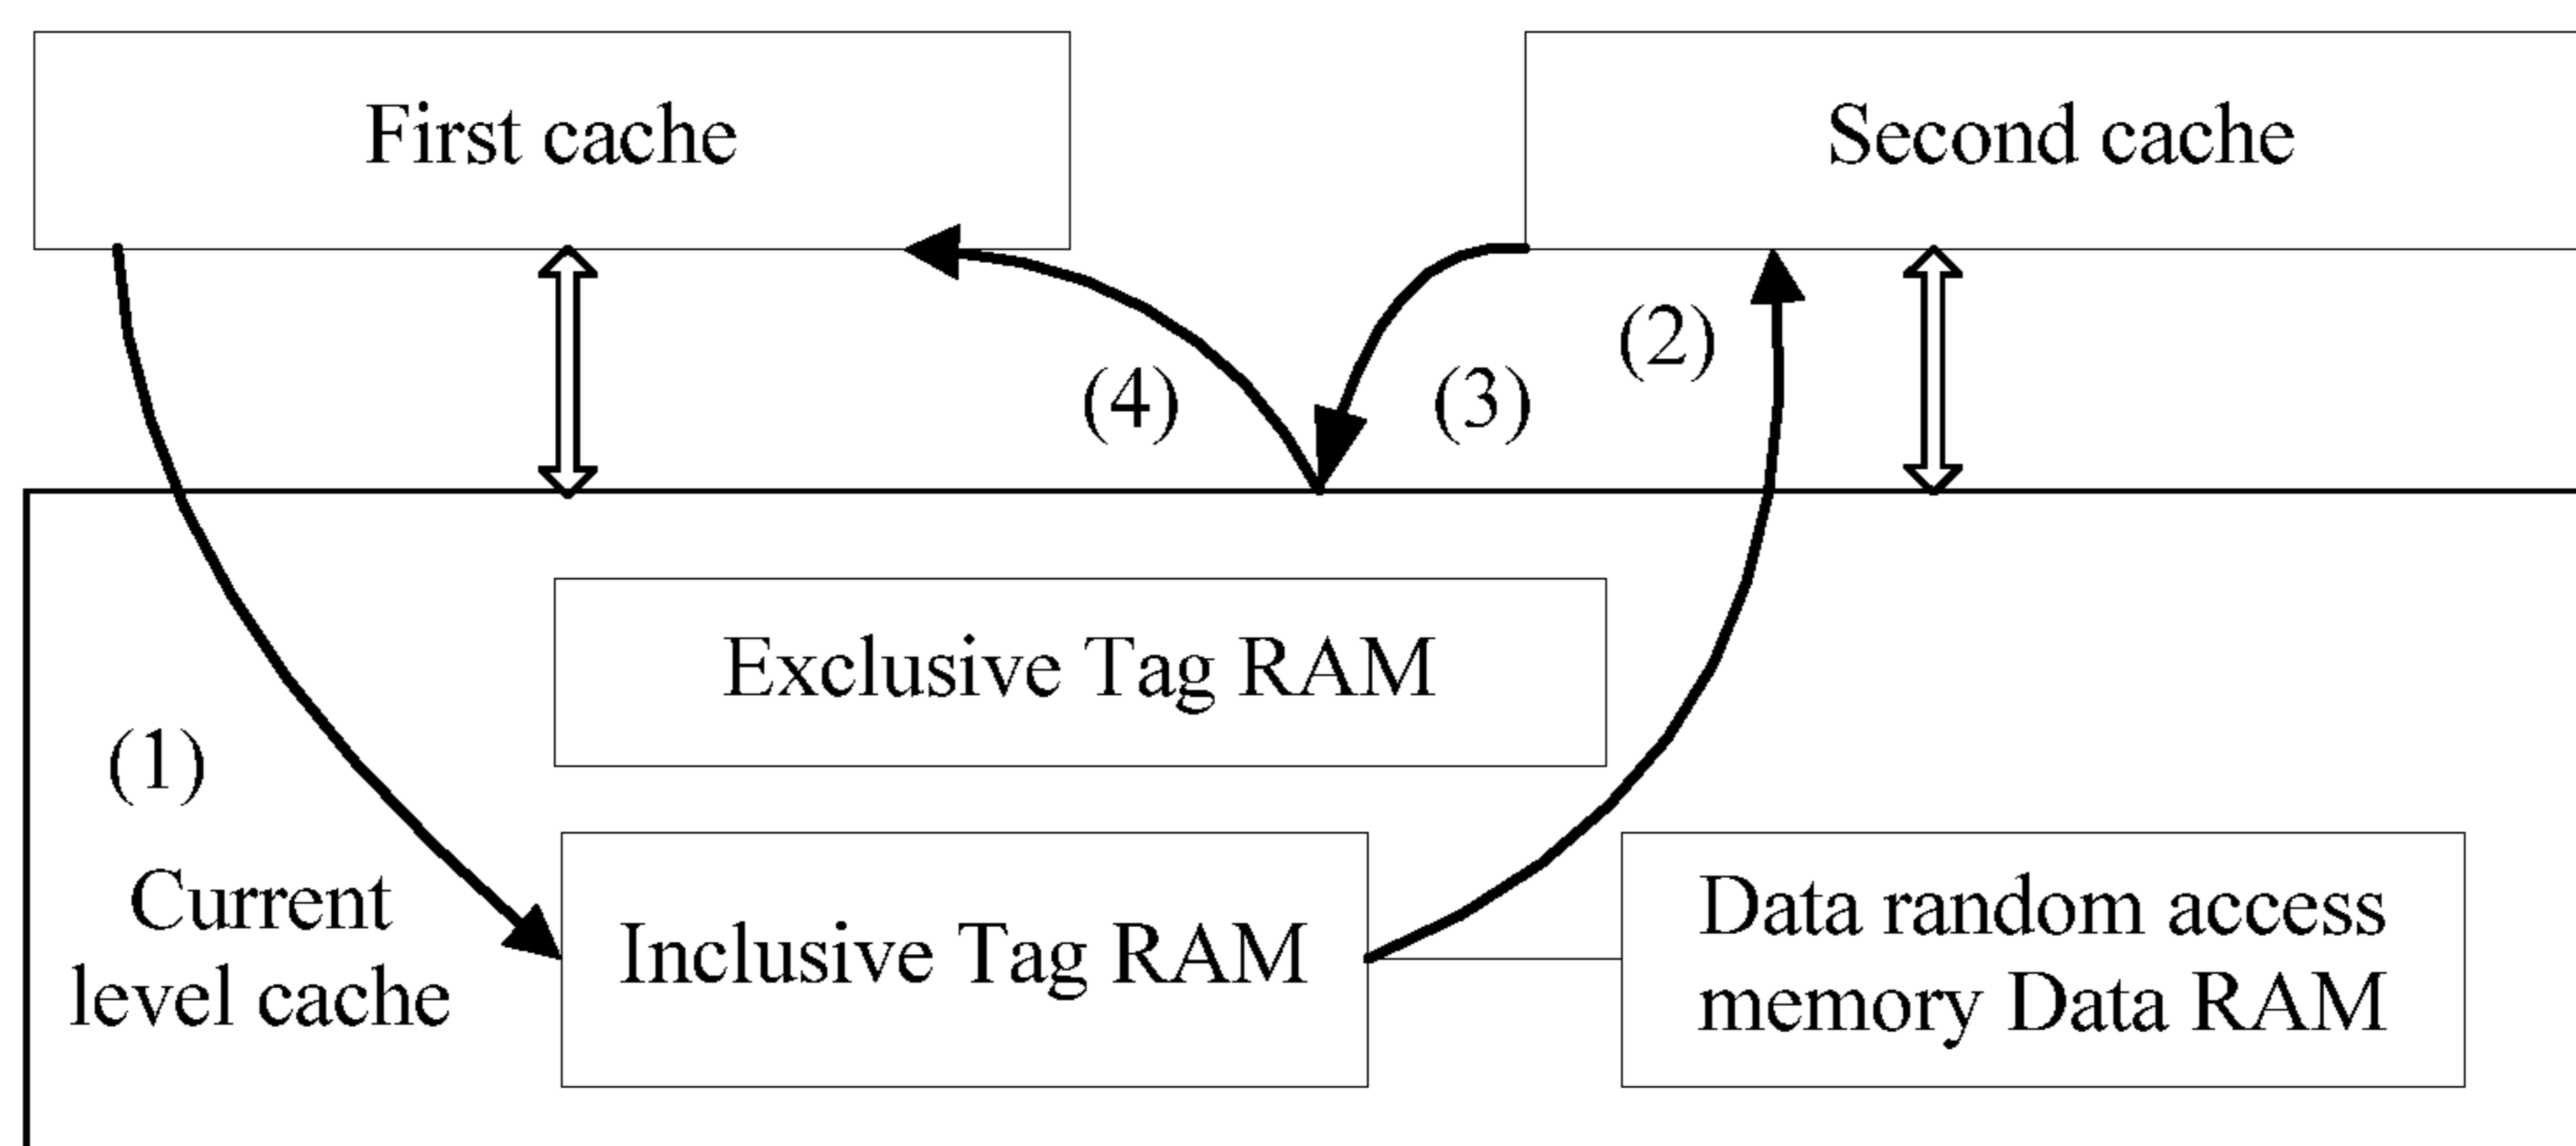 First cache
Second cache
(2)
(4)
(3)
Exclusive Tag RAM
(1)
Current
level cache
Inclusive Tag RAM
Data random access
memory Data RAM